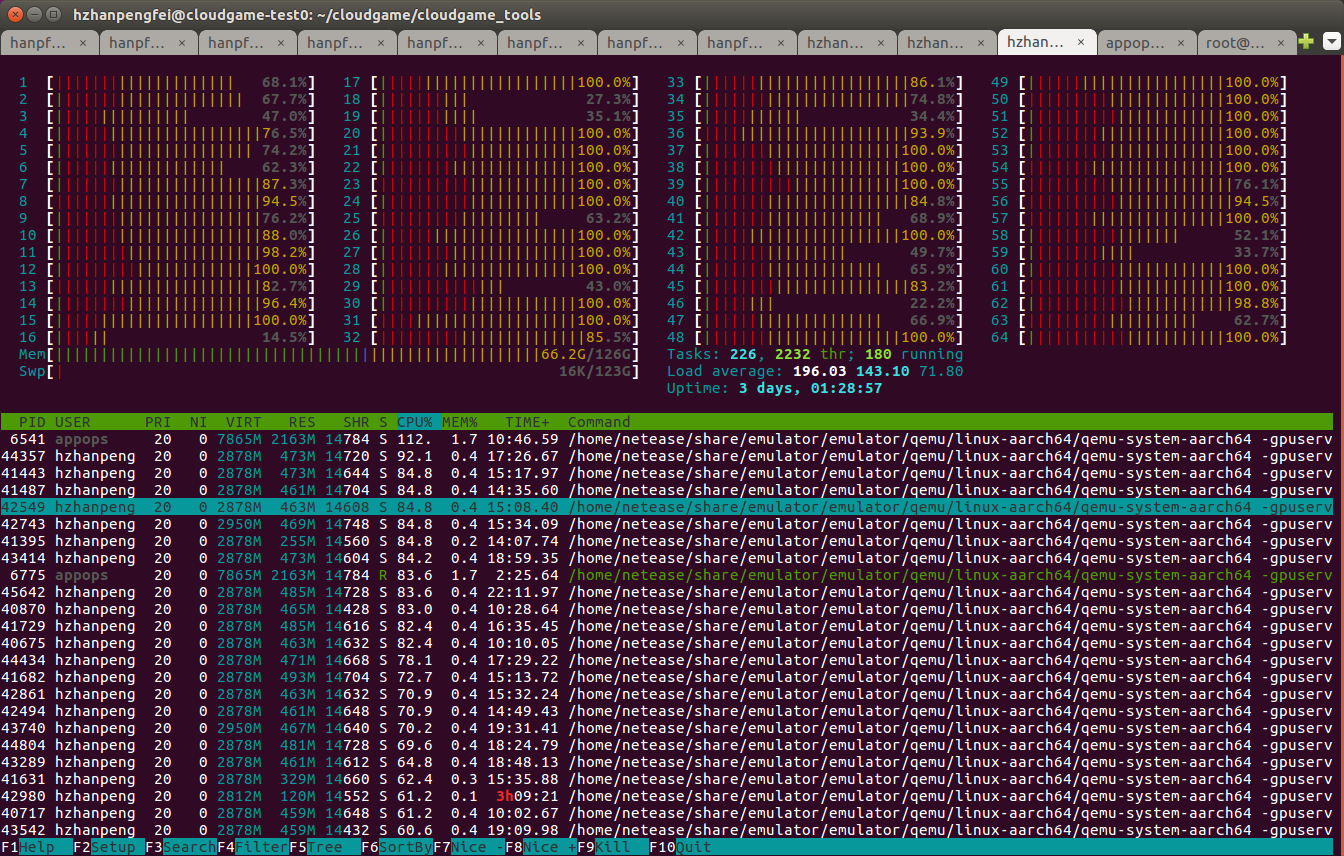 hzhanpengfei@cloudgame-test0: ~/cloudgame/cloudgame_tools
hanpf... × hanpf... × hanpf... × hanpf... × hanpf... × hanpf... × hanpf... × hanpf... × hzhan... × hzhan... × hzhan... × appop... × root@... ×
1 [ 68.1%] 17 [ 100.0%] 33 [ 86.1%] 49 [ 100.0%]
2 [ 67.7%] 18 [ 27.3%] 34 [ 74.8%] 50 [ 100.0%]
3 [ 47.0%] 19 [ 35.1%] 35 [ 34.4%] 51 [ 100.0%]
4 [ 76.5%] 20 [ 100.0%] 36 [ 93.9%] 52 [ 100.0%]
5 [ 74.2%] 21 [ 100.0%] 37 [ 100.0%] 53 [ 100.0%]
6 [ 62.3%] 22 [ 100.0%] 38 [ 100.0%] 54 [ 100.0%]
7 [ 87.3%] 23 [ 100.0%] 39 [ 100.0%] 55 [ 76.1%]
8 [ 94.5%] 24 [ 100.0%] 40 [ 84.8%] 56 [ 94.5%]
9 [ 76.2%] 25 [ 63.2%] 41 [ 68.9%] 57 [ 100.0%]
10 [ 88.0%] 26 [ 100.0%] 42 [ 100.0%] 58 [ 52.1%]
11 [ 98.2%] 27 [ 100.0%] 43 [ 49.7%] 59 [ 33.7%]
12 [ 100.0%] 28 [ 100.0%] 44 [ 65.9%] 60 [ 100.0%]
13 [ 82.7%] 29 [ 43.0%] 45 [ 83.2%] 61 [ 100.0%]
14 [ 96.4%] 30 [ 100.0%] 46 [ 22.2%] 62 [ 98.8%]
15 [ 100.0%] 31 [ 100.0%] 47 [ 66.9%] 63 [ 62.7%]
16 [ 14.5%] 32 [ 85.5%] 48 [ 100.0%] 64 [ 100.0%]
Mem[ 66.2G/126G] Tasks: 226, 2232 thr; 180 running
Swp[ 16K/123G] Load average: 196.03 143.10 71.80
Uptime: 3 days, 01:28:57
PID USER PRI NI VIRT RES SHR S CPU% MEM% TIME+ Command
6541 appops 20 0 7865M 2163M 14784 S 112. 1.7 10:46.59 /home/netease/share/emulator/emulator/qemu/linux-aarch64/qemu-system-aarch64 -gpuserv
44357 hzhanpeng 20 0 2878M 473M 14720 S 92.1 0.4 17:26.67 /home/netease/share/emulator/emulator/qemu/linux-aarch64/qemu-system-aarch64 -gpuserv
41443 hzhanpeng 20 0 2878M 473M 14644 S 84.8 0.4 15:17.97 /home/netease/share/emulator/emulator/qemu/linux-aarch64/qemu-system-aarch64 -gpuserv
41487 hzhanpeng 20 0 2878M 461M 14704 S 84.8 0.4 14:35.60 /home/netease/share/emulator/emulator/qemu/linux-aarch64/qemu-system-aarch64 -gpuserv
42549 hzhanpeng 20 0 2878M 463M 14608 S 84.8 0.4 15:08.40 /home/netease/share/emulator/emulator/qemu/linux-aarch64/qemu-system-aarch64 -gpuserv
42743 hzhanpeng 20 0 2950M 469M 14748 S 84.8 0.4 15:34.09 /home/netease/share/emulator/emulator/qemu/linux-aarch64/qemu-system-aarch64 -gpuserv
41395 hzhanpeng 20 0 2878M 255M 14560 S 84.8 0.2 14:07.74 /home/netease/share/emulator/emulator/qemu/linux-aarch64/qemu-system-aarch64 -gpuserv
43414 hzhanpeng 20 0 2878M 473M 14604 S 84.2 0.4 18:59.35 /home/netease/share/emulator/emulator/qemu/linux-aarch64/qemu-system-aarch64 -gpuserv
6775 appops 20 0 7865M 2163M 14784 R 83.6 1.7 2:25.64 /home/netease/share/emulator/emulator/qemu/linux-aarch64/qemu-system-aarch64 -gpuserv
45642 hzhanpeng 20 0 2878M 485M 14728 S 83.6 0.4 22:11.97 /home/netease/share/emulator/emulator/qemu/linux-aarch64/qemu-system-aarch64 -gpuserv
40870 hzhanpeng 20 0 2878M 465M 14428 S 83.0 0.4 10:28.64 /home/netease/share/emulator/emulator/qemu/linux-aarch64/qemu-system-aarch64 -gpuserv
41729 hzhanpeng 20 0 2878M 485M 14616 S 82.4 0.4 16:35.45 /home/netease/share/emulator/emulator/qemu/linux-aarch64/qemu-system-aarch64 -gpuserv
40675 hzhanpeng 20 0 2878M 463M 14632 S 82.4 0.4 10:10.05 /home/netease/share/emulator/emulator/qemu/linux-aarch64/qemu-system-aarch64 -gpuserv
44434 hzhanpeng 20 0 2878M 471M 14668 S 78.1 0.4 17:29.22 /home/netease/share/emulator/emulator/qemu/linux-aarch64/qemu-system-aarch64 -gpuserv
41682 hzhanpeng 20 0 2878M 493M 14704 S 72.7 0.4 15:13.72 /home/netease/share/emulator/emulator/qemu/linux-aarch64/qemu-system-aarch64 -gpuserv
42861 hzhanpeng 20 0 2878M 463M 14632 S 70.9 0.4 15:32.24 /home/netease/share/emulator/emulator/qemu/linux-aarch64/qemu-system-aarch64 -gpuserv
42494 hzhanpeng 20 0 2878M 461M 14648 S 70.9 0.4 14:49.43 /home/netease/share/emulator/emulator/qemu/linux-aarch64/qemu-system-aarch64 -gpuserv
43740 hzhanpeng 20 0 2950M 467M 14640 S 70.2 0.4 19:31.41 /home/netease/share/emulator/emulator/qemu/linux-aarch64/qemu-system-aarch64 -gpuserv
44804 hzhanpeng 20 0 2878M 481M 14728 S 69.6 0.4 18:24.79 /home/netease/share/emulator/emulator/qemu/linux-aarch64/qemu-system-aarch64 -gpuserv
43289 hzhanpeng 20 0 2878M 461M 14612 S 64.8 0.4 18:48.13 /home/netease/share/emulator/emulator/qemu/linux-aarch64/qemu-system-aarch64 -gpuserv
41631 hzhanpeng 20 0 2878M 329M 14660 S 62.4 0.3 15:35.88 /home/netease/share/emulator/emulator/qemu/linux-aarch64/qemu-system-aarch64 -gpuserv
42980 hzhanpeng 20 0 2812M 120M 14552 S 61.2 0.1 3h09:21 /home/netease/share/emulator/emulator/qemu/linux-aarch64/qemu-system-aarch64 -gpuserv
40717 hzhanpeng 20 0 2878M 459M 14648 S 61.2 0.4 10:02.67 /home/netease/share/emulator/emulator/qemu/linux-aarch64/qemu-system-aarch64 -gpuserv
43542 hzhanpeng 20 0 2878M 459M 14432 S 60.6 0.4 19:09.98 /home/netease/share/emulator/emulator/qemu/linux-aarch64/qemu-system-aarch64 -gpuserv
F1Help F2Setup F3SearchF4FilterF5Tree F6SortByF7Nice -F8Nice +F9Kill F10Quit